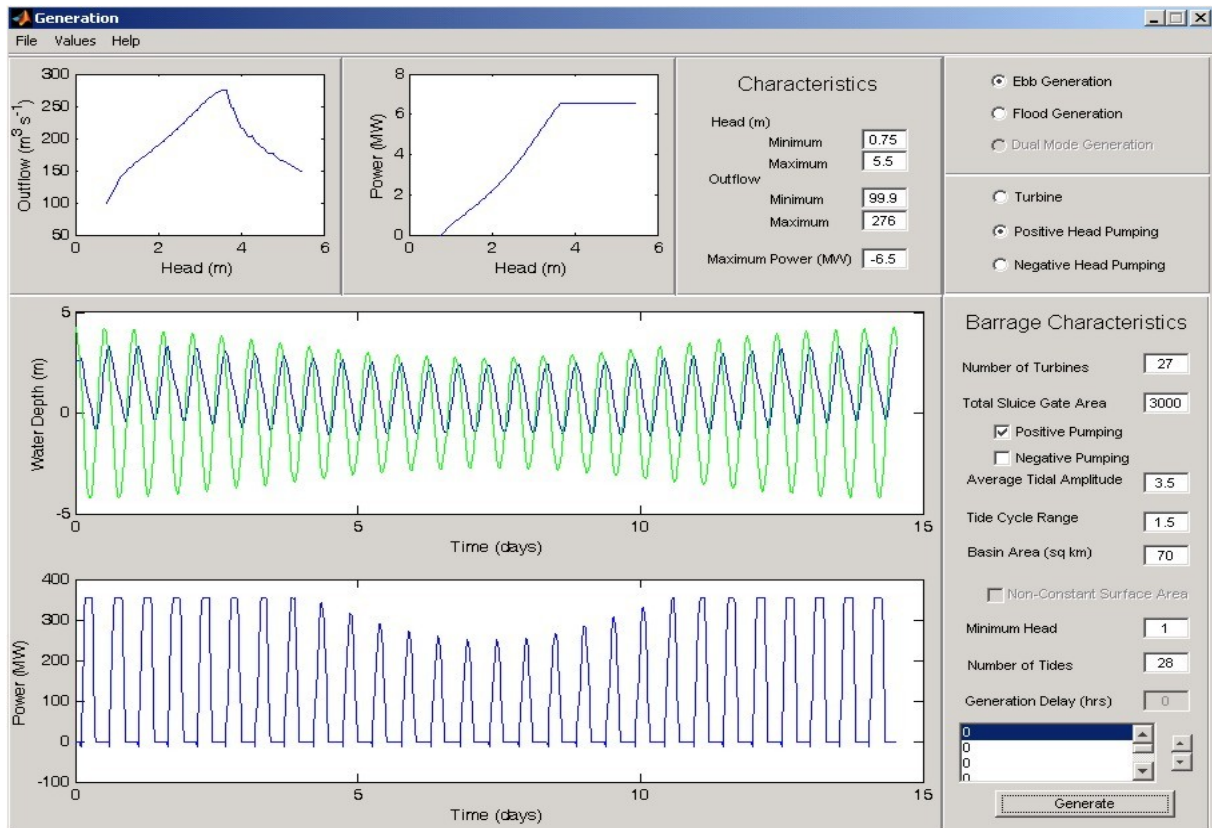 Generation
File Values Help
300
250
200
150
100
50
0 2 4 6
Outflow (m³ s⁻¹)
Head (m)
8
6
4
2
0
0 2 4 6
Power (MW)
Head (m)
Characteristics
Head (m)
Minimum 0.75
Maximum 5.5
Outflow
Minimum 99.9
Maximum 276
Maximum Power (MW) -6.5
Ebb Generation
Flood Generation
Dual Mode Generation
Turbine
Positive Head Pumping
Negative Head Pumping
5
0
-5
0 5 10 15
Water Depth (m)
Time (days)
400
300
200
100
0
-100
0 5 10 15
Power (MW)
Time (days)
Barrage Characteristics
Number of Turbines 27
Total Sluice Gate Area 3000
Positive Pumping
Negative Pumping
Average Tidal Amplitude 3.5
Tide Cycle Range 1.5
Basin Area (sq km) 70
Non-Constant Surface Area
Minimum Head 1
Number of Tides 28
Generation Delay (hrs) 0
0
0
0
0
Generate